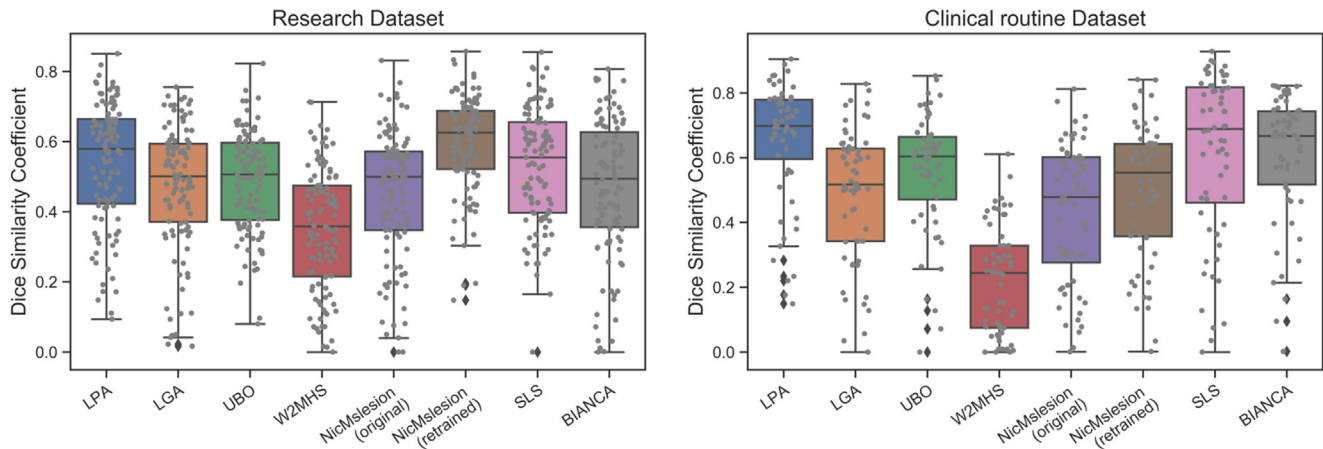 Research Dataset
Dice Similarity Coefficient
0.8
0.6
0.4
0.2
0.0
LPA
LGA
UBO
W2MHS
NicMslesion
(original)
NicMslesion
(retrained)
SLS
BIANCA
Clinical routine Dataset
Dice Similarity Coefficient
0.8
0.6
0.4
0.2
0.0
LPA
LGA
UBO
W2MHS
NicMslesion
(original)
NicMslesion
(retrained)
SLS
BIANCA